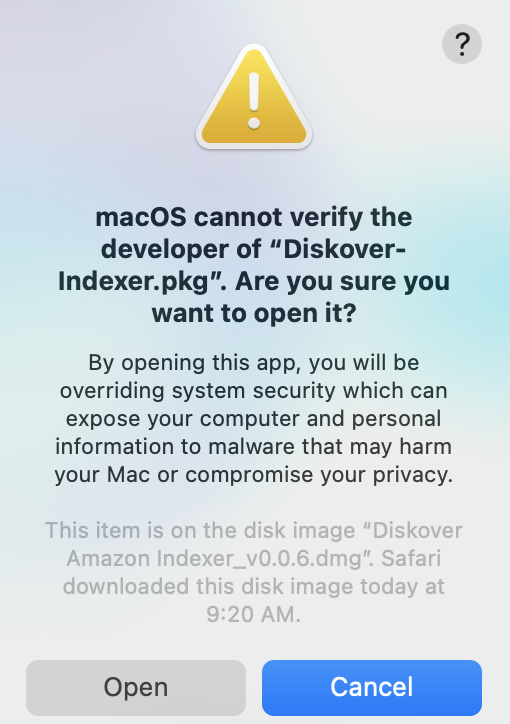 ?
macOS cannot verify the
developer of “Diskover-
Indexer.pkg”. Are you sure you
want to open it?
By opening this app, you will be
overriding system security which can
expose your computer and personal
information to malware that may harm
your Mac or compromise your privacy.
This item is on the disk image “Diskover
Amazon Indexer_v0.0.6.dmg”. Safari
downloaded this disk image today at
9:20 AM.
Open
Cancel